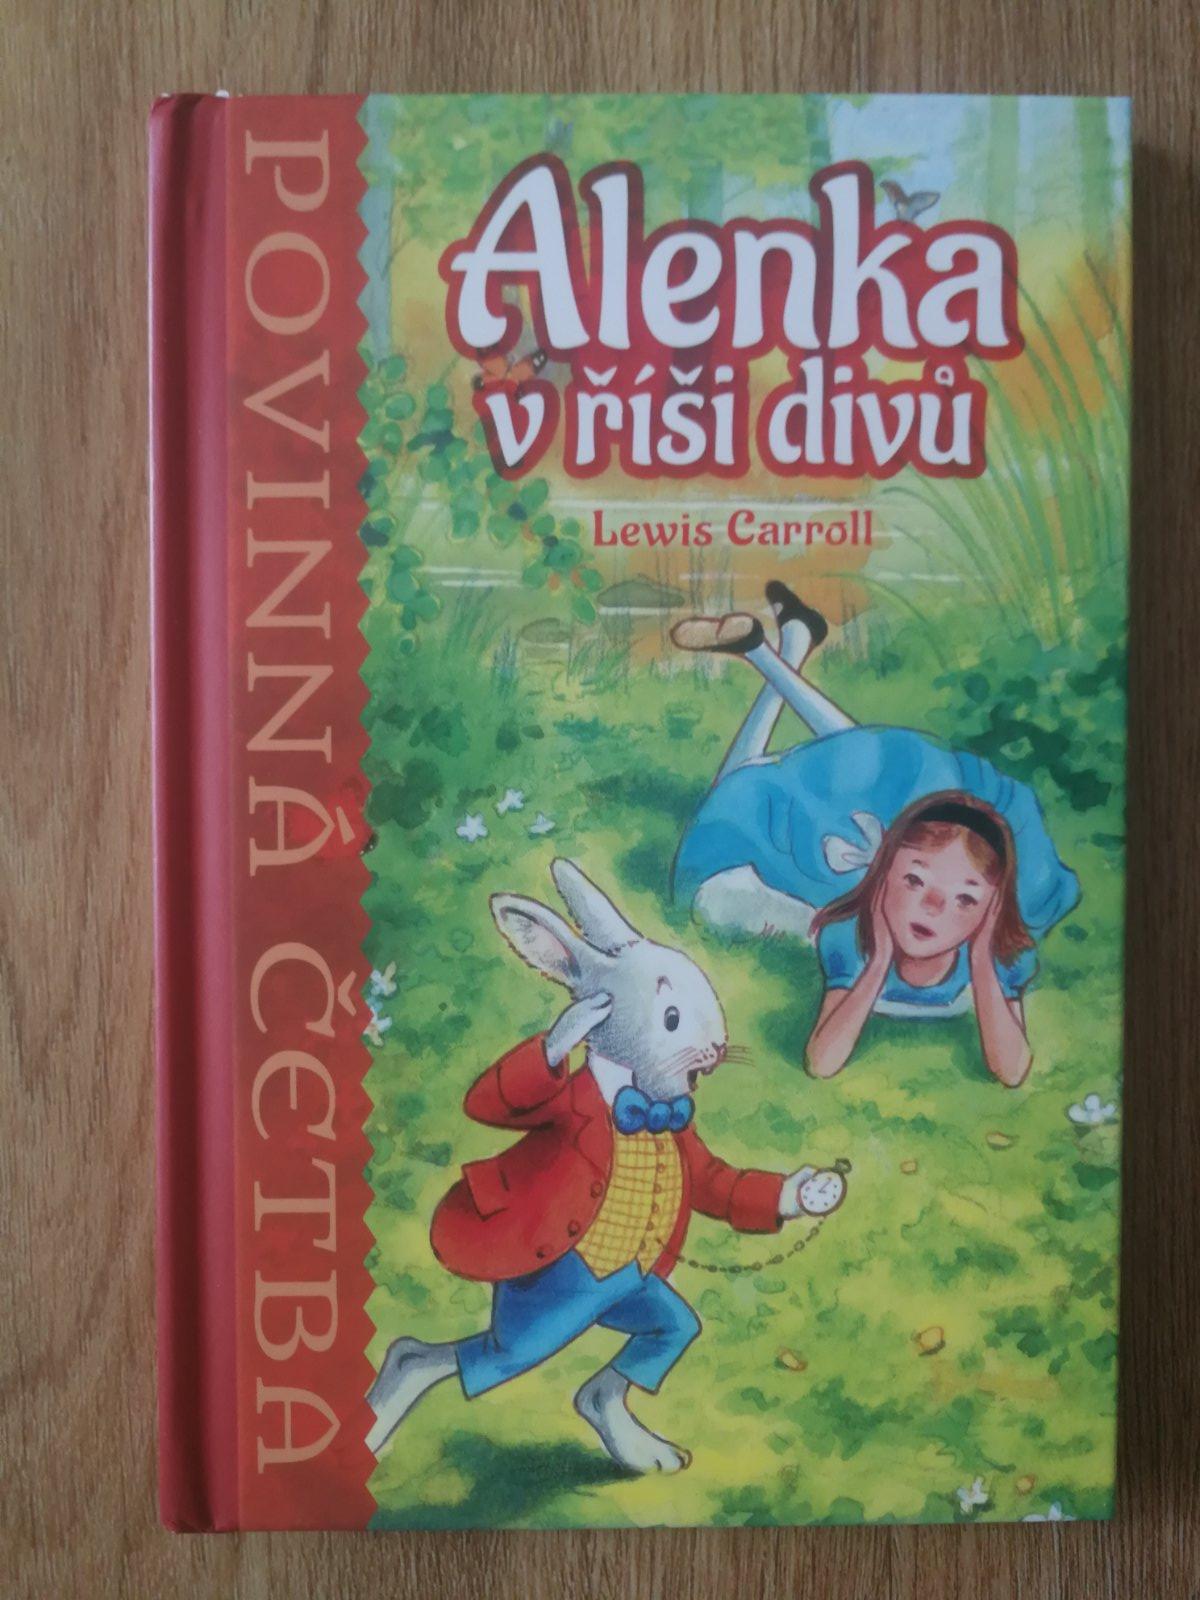 POVINNÁ ČETBA
Alenka
v říši divů
Lewis Carroll